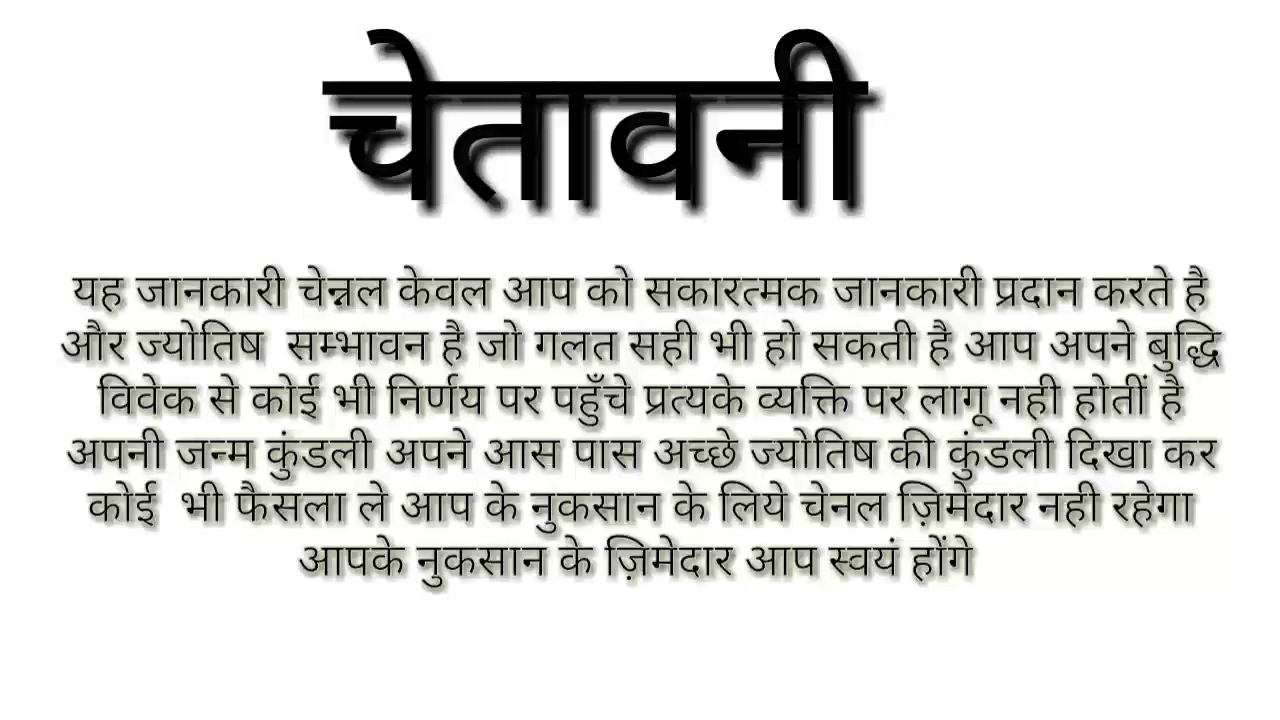 चेतावनी
यह जानकारी चेन्नल केवल आप को सकारत्मक जानकारी प्रदान करते है
और ज्योतिष सम्भावन है जो गलत सही भी हो सकती है आप अपने बुद्धि
विवेक से कोई भी निर्णय पर पहुँचे प्रत्यके व्यक्ति पर लागू नही होतीं है
अपनी जन्म कुंडली अपने आस पास अच्छे ज्योतिष की कुंडली दिखा कर
कोई भी फैसला ले आप के नुकसान के लिये चेनल ज़िमेदार नही रहेगा
आपके नुकसान के ज़िमेदार आप स्वयं होंगे